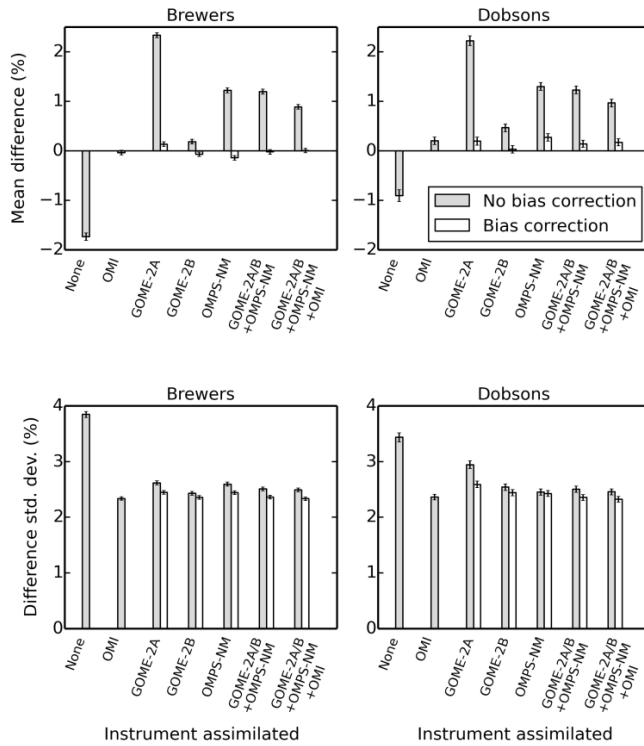 Brewers
Dobsons
Mean difference (%)
2
1
0
−1
−2
2
1
0
−1
−2
No bias correction
Bias correction
None
OMI
GOME-2A
GOME-2B
OMPS-NM
GOME-2A/B
+OMPS-NM
GOME-2A/B
+OMPS-NM
+OMI
None
OMI
GOME-2A
GOME-2B
OMPS-NM
GOME-2A/B
+OMPS-NM
GOME-2A/B
+OMPS-NM
+OMI
Brewers
Dobsons
Difference std. dev. (%)
4
3
2
1
0
4
3
2
1
0
None
OMI
GOME-2A
GOME-2B
OMPS-NM
GOME-2A/B
+OMPS-NM
GOME-2A/B
+OMPS-NM
+OMI
None
OMI
GOME-2A
GOME-2B
OMPS-NM
GOME-2A/B
+OMPS-NM
GOME-2A/B
+OMPS-NM
+OMI
Instrument assimilated
Instrument assimilated